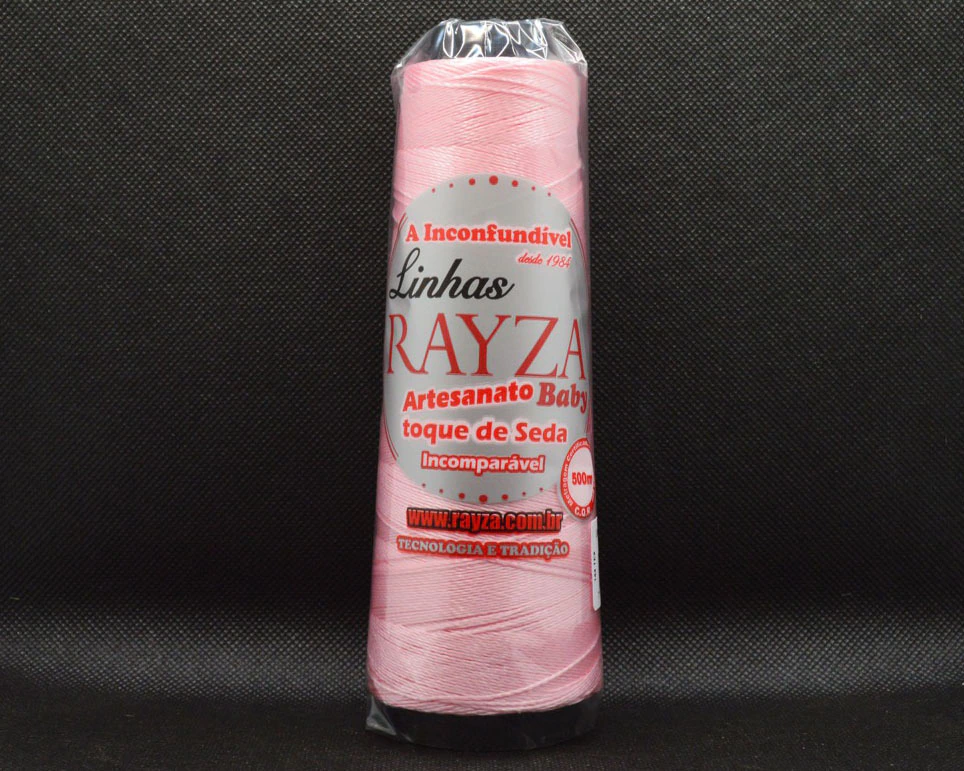 A Inconfundível
desde 1984
Linhas
RAYZA
Artesanato Baby
toque de Seda
Incomparável
500m
www.rayza.com.br
TECNOLOGIA E TRADIÇÃO